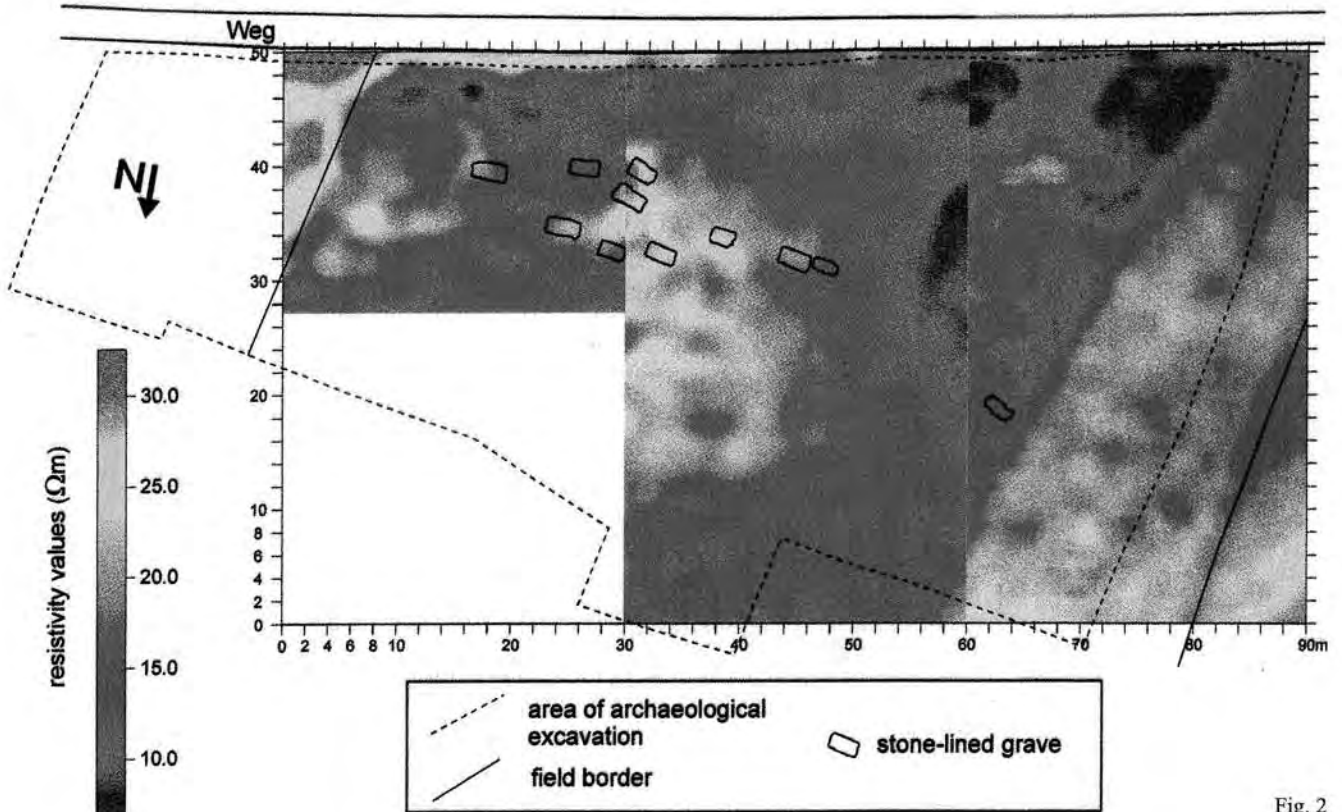 Weg
50
40
30
20
10
8
6
4
2
0
N
resistivity values (Ωm)
30.0
25.0
20.0
15.0
10.0
0 2 4 6 8 10 20 30 40 50 60 70 80 90m
area of archaeological
excavation
field border
stone-lined grave
Fig. 2